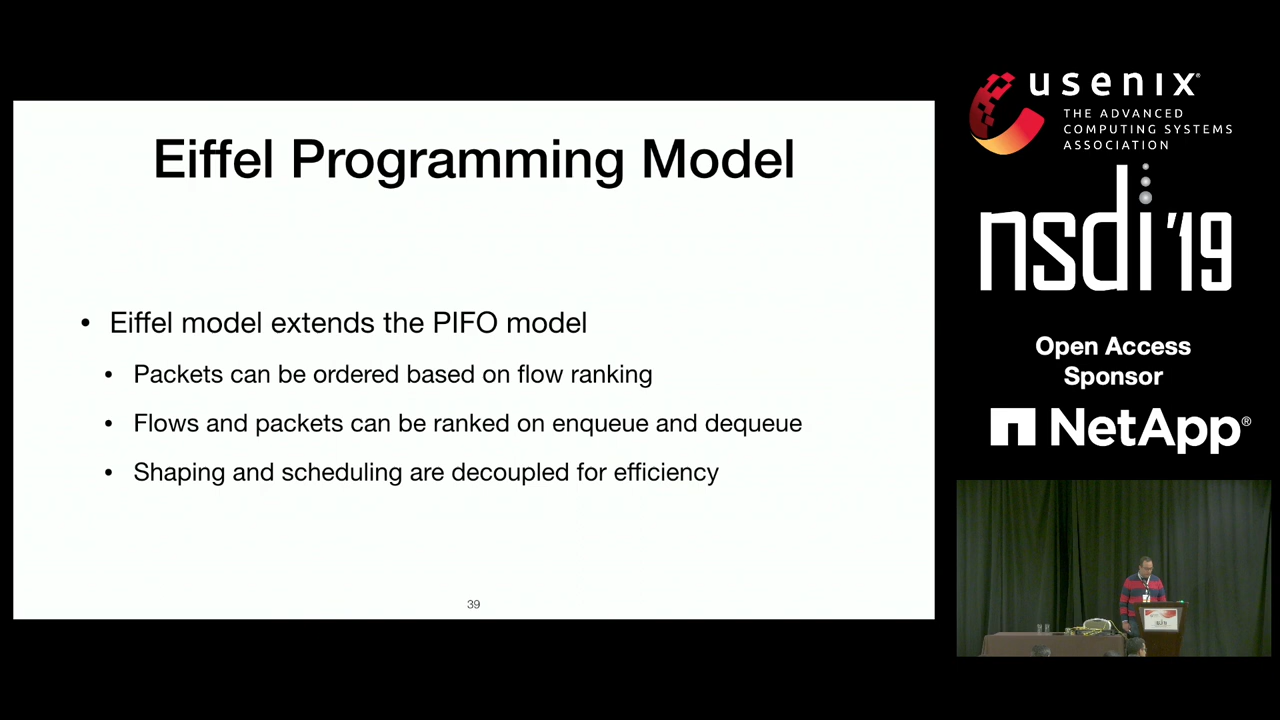 Eiffel Programming Model
• Eiffel model extends the PIFO model
• Packets can be ordered based on flow ranking
• Flows and packets can be ranked on enqueue and dequeue
• Shaping and scheduling are decoupled for efficiency
39
usenix®
THE ADVANCED
COMPUTING SYSTEMS
ASSOCIATION
nsdi '19
Open Access
Sponsor
NetApp®